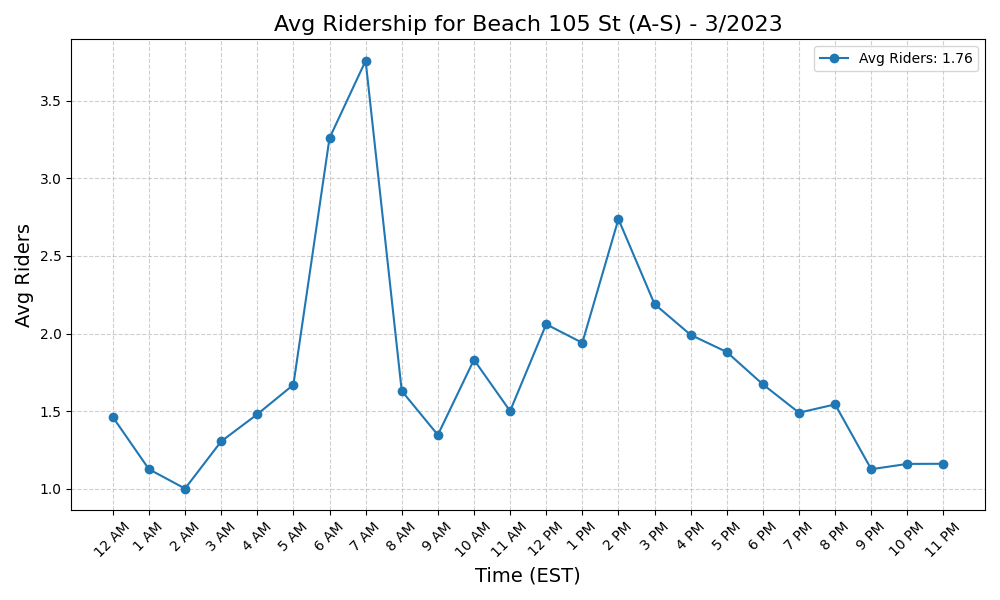 Avg Ridership for Beach 105 St (A-S) - 3/2023
Avg Riders: 1.76
Avg Riders
3.5
3.0
2.5
2.0
1.5
1.0
12 AM
1 AM
2 AM
3 AM
4 AM
5 AM
6 AM
7 AM
8 AM
9 AM
10 AM
11 AM
12 PM
1 PM
2 PM
3 PM
4 PM
5 PM
6 PM
7 PM
8 PM
9 PM
10 PM
11 PM
Time (EST)